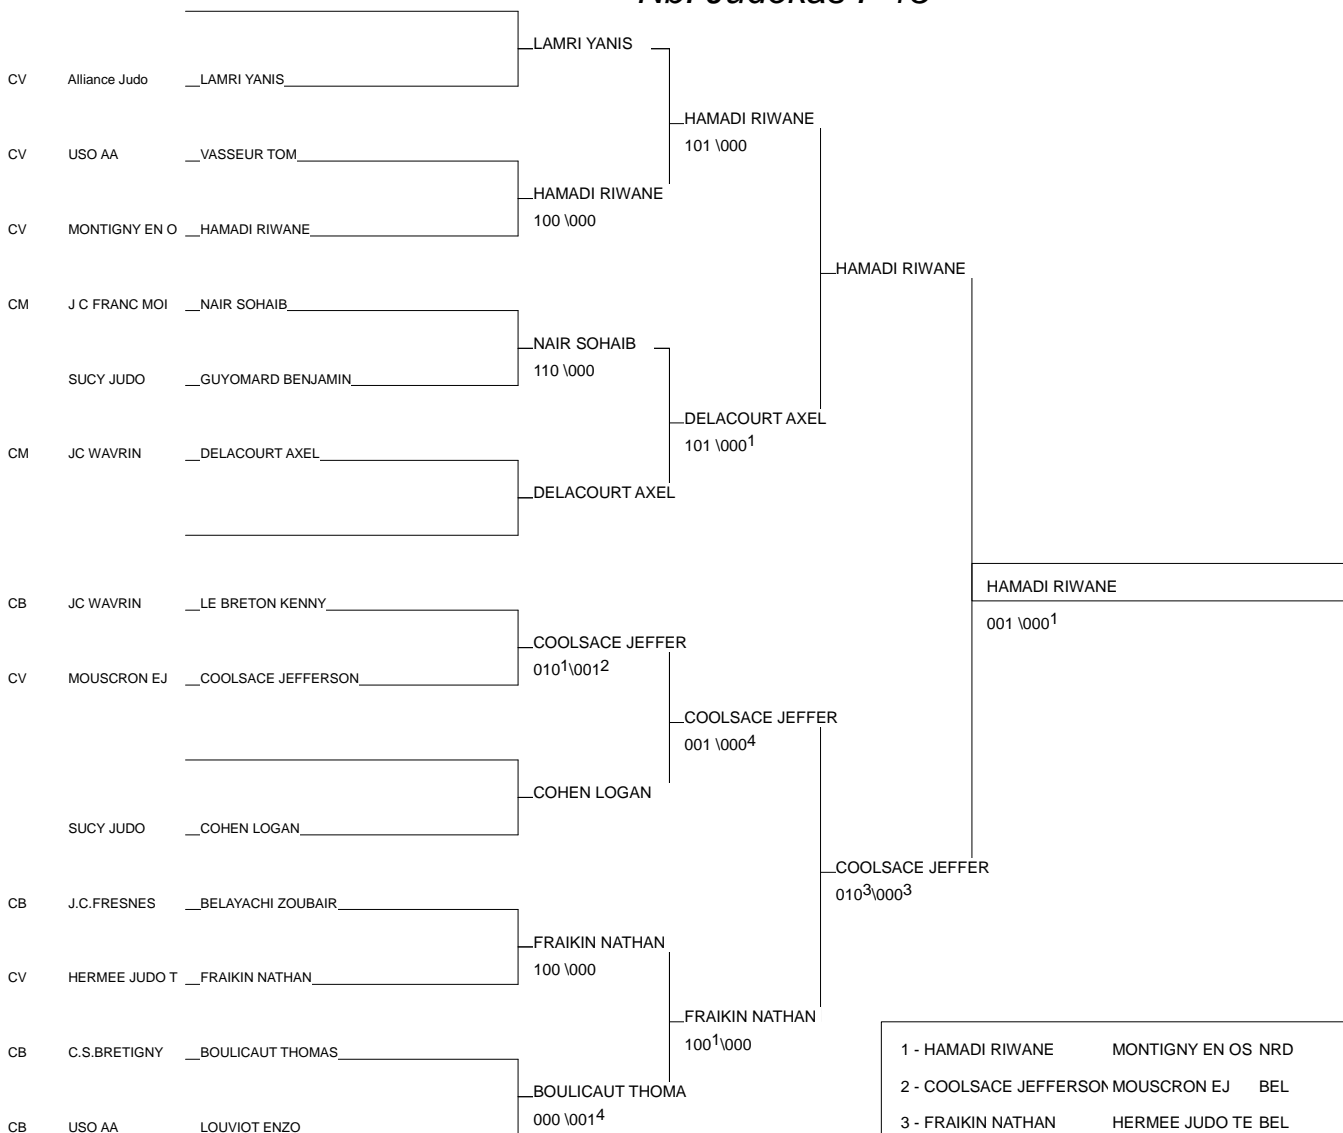 LAMRI YANIS
CV Alliance Judo LAMRI YANIS
HAMADI RIWANE
101 \000
CV USO AA VASSEUR TOM
HAMADI RIWANE
100 \000
CV MONTIGNY EN O HAMADI RIWANE
HAMADI RIWANE
CM J C FRANC MOI NAIR SOHAIB
NAIR SOHAIB
110 \000
SUCY JUDO GUYOMARD BENJAMIN
DELACOURT AXEL
101 \000¹
CM JC WAVRIN DELACOURT AXEL
DELACOURT AXEL
HAMADI RIWANE
001 \000¹
CB JC WAVRIN LE BRETON KENNY
COOLSACE JEFFER
010¹\001²
CV MOUSCRON EJ COOLSACE JEFFERSON
COOLSACE JEFFER
001 \000⁴
COHEN LOGAN
SUCY JUDO COHEN LOGAN
COOLSACE JEFFER
010³\000³
CB J.C.FRESNES BELAYACHI ZOUBAIR
FRAIKIN NATHAN
100 \000
CV HERMEE JUDO T FRAIKIN NATHAN
FRAIKIN NATHAN
100¹\000
CB C.S.BRETIGNY BOULICAUT THOMAS
BOULICAUT THOMA
000 \001⁴
CB USO AA LOUVIOT ENZO
1 - HAMADI RIWANE MONTIGNY EN OS NRD
2 - COOLSACE JEFFERSON MOUSCRON EJ BEL
3 - FRAIKIN NATHAN HERMEE JUDO TE BEL